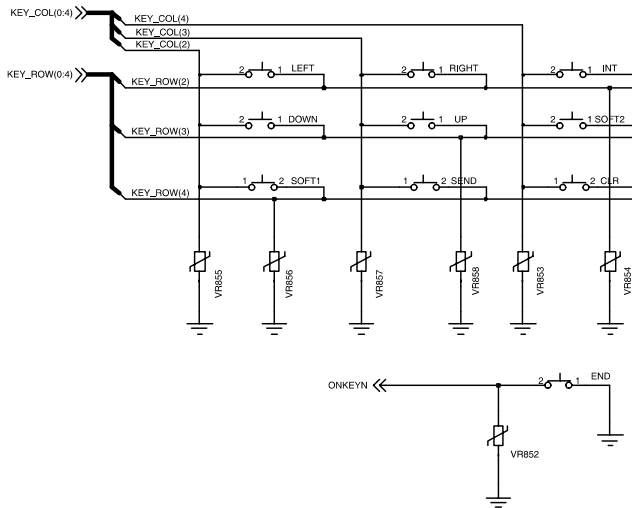 KEY_COL(0:4) KEY_COL(4)
KEY_COL(3)
KEY_COL(2)
KEY_ROW(0:4) 2 1 LEFT 2 1 RIGHT 2 1 INT
KEY_ROW(2)
2 1 DOWN 2 1 UP 2 1 SOFT2
KEY_ROW(3)
1 2 SOFT1 1 2 SEND 1 2 CLR
KEY_ROW(4)
VR855 VR856 VR857 VR858 VR853 VR854
ONKEYN 2 1 END
VR852